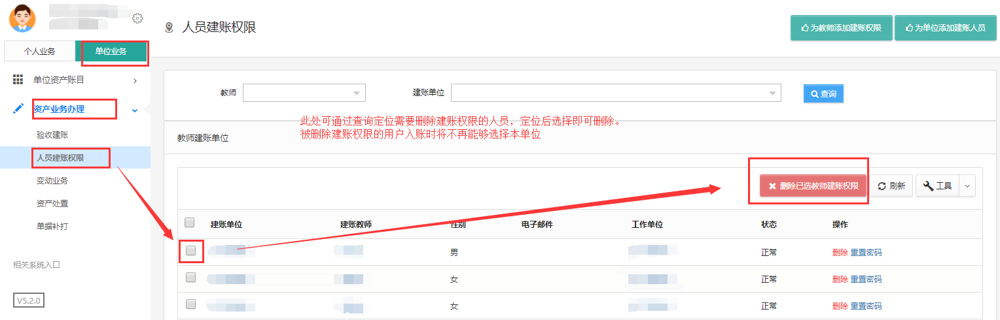 人员建账权限
为教师添加建账权限
为单位添加建账人员
个人业务
单位业务
单位资产账目
资产业务办理
验收建账
人员建账权限
变动业务
资产处置
单据补打
相关系统入口
V5.2.0
教师
建账单位
查询
此处可通过查询定位需要删除建账权限的人员，定位后选择即可删除。
被删除建账权限的用户入账时将不再能够选择本单位
教师建账单位
删除已选教师建账权限
刷新
工具
建账单位 建账教师 性别 电子邮件 工作单位 状态 操作
男 正常 删除 重置密码
女 正常 删除 重置密码
女 正常 删除 重置密码